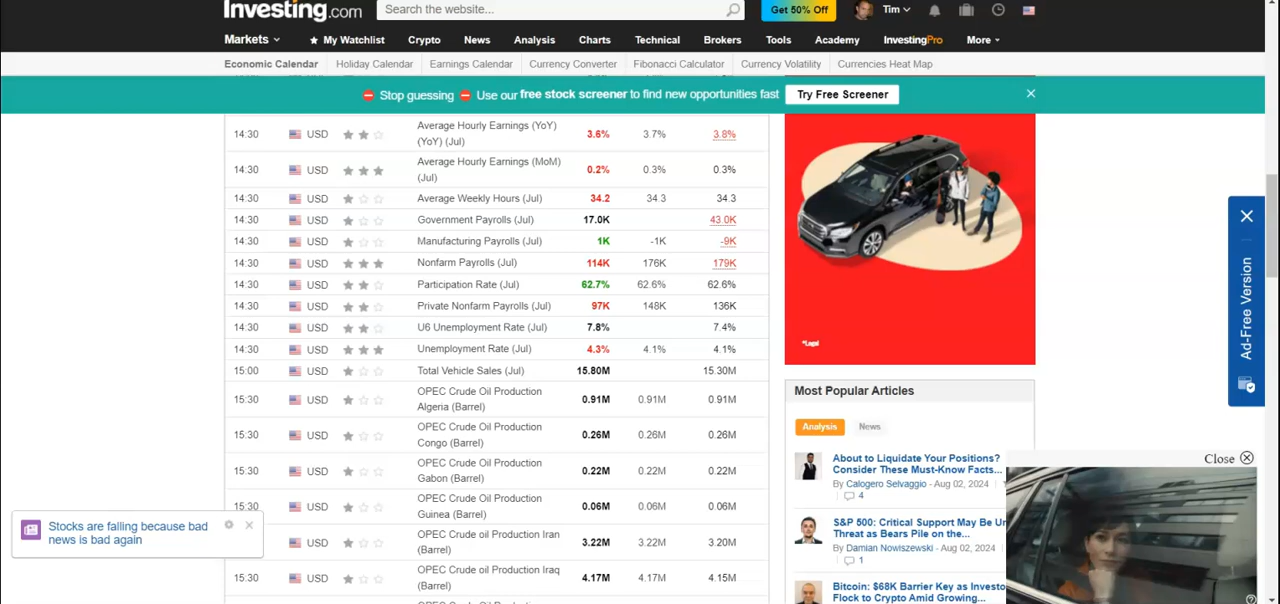 Investing.com
Search the website...
Get 50% Off
Tim
Markets
My Watchlist
Crypto
News
Analysis
Charts
Technical
Brokers
Tools
Academy
InvestingPro
More
Economic Calendar
Holiday Calendar
Earnings Calendar
Currency Converter
Fibonacci Calculator
Currency Volatility
Currencies Heat Map
Stop guessing Use our free stock screener to find new opportunities fast
Try Free Screener
14:30 USD Average Hourly Earnings (YoY) 3.6% 3.7% 3.8%
(YoY) (Jul)
14:30 USD Average Hourly Earnings (MoM) 0.2% 0.3% 0.3%
(Jul)
14:30 USD Average Weekly Hours (Jul) 34.2 34.3 34.3
14:30 USD Government Payrolls (Jul) 17.0K 43.0K
14:30 USD Manufacturing Payrolls (Jul) 1K -1K -9K
14:30 USD Nonfarm Payrolls (Jul) 114K 176K 179K
14:30 USD Participation Rate (Jul) 62.7% 62.6% 62.6%
14:30 USD Private Nonfarm Payrolls (Jul) 97K 148K 136K
14:30 USD U6 Unemployment Rate (Jul) 7.8% 7.4%
14:30 USD Unemployment Rate (Jul) 4.3% 4.1% 4.1%
15:00 USD Total Vehicle Sales (Jul) 15.80M 15.30M
15:30 USD OPEC Crude Oil Production 0.91M 0.91M 0.91M
Algeria (Barrel)
15:30 USD OPEC Crude Oil Production 0.26M 0.26M 0.26M
Congo (Barrel)
15:30 USD OPEC Crude Oil Production 0.22M 0.22M 0.22M
Gabon (Barrel)
15:30 USD OPEC Crude Oil Production 0.06M 0.06M 0.06M
Guinea (Barrel)
USD OPEC Crude Oil Production Iran 3.22M 3.22M 3.20M
(Barrel)
15:30 USD OPEC Crude oil Production Iraq 4.17M 4.17M 4.15M
(Barrel)
*Legal
Ad-Free Version
Most Popular Articles
Analysis
News
About to Liquidate Your Positions?
Consider These Must-Know Facts...
By Calogero Selvaggio - Aug 02, 2024
4
S&P 500: Critical Support May Be Un
Threat as Bears Pile on the...
By Damian Nowiszewski - Aug 02, 2024
1
Bitcoin: $68K Barrier Key as Investo
Flock to Crypto Amid Growing...
Close
Stocks are falling because bad
news is bad again